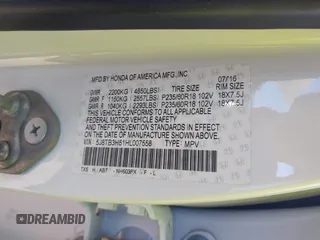 MFD. BY HONDA OF AMERICA MFG., INC. 07/16
GVWR 2200KG ( 4850LBS) TIRE SIZE RIM SIZE
GAWR F 1160KG ( 2557LBS) P235/60R18 102V 18X7.5J
GAWR R 1040KG ( 2293LBS) P235/60R18 102V 18X7.5J
THIS VEHICLE CONFORMS TO ALL APPLICABLE
FEDERAL MOTOR VEHICLE SAFETY AND THEFT
PREVENTION STANDARDS IN EFFECT ON THE
DATE OF MANUFACTURE SHOWN ABOVE.
V.I.N. 5J8TB3H51HL007558 TYPE: MPV
NH603PX
DREAMBID